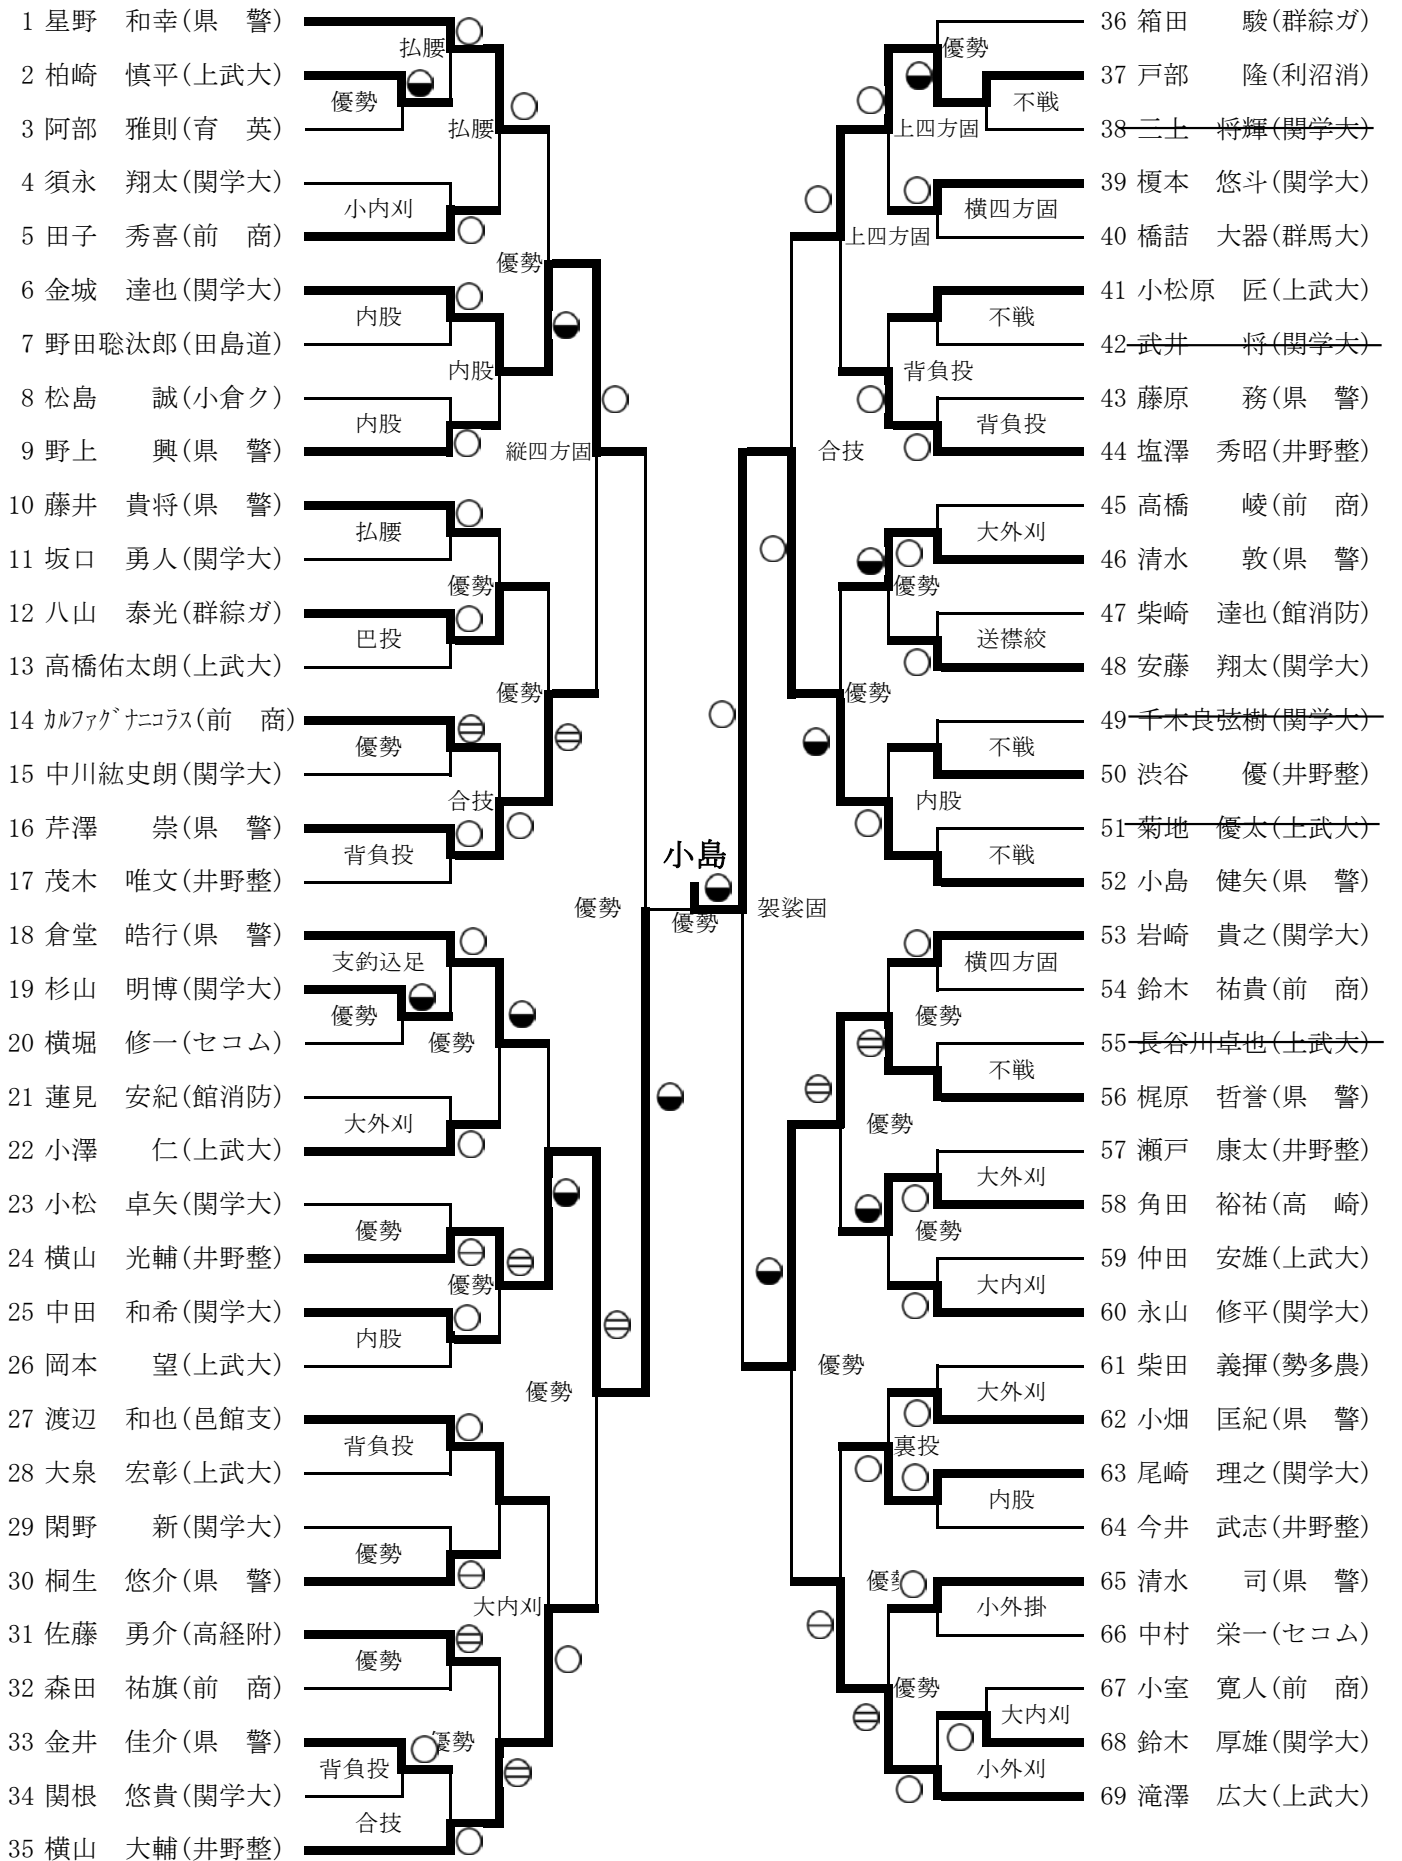 1 星野　和幸(県　警)
払腰
2 柏崎　慎平(上武大)
優勢
3 阿部　雅則(育　英)
払腰
4 須永　翔太(関学大)
小内刈
5 田子　秀喜(前　商)
優勢
6 金城　達也(関学大)
内股
7 野田聡汰郎(田島道)
内股
8 松島　　誠(小倉ク)
内股
9 野上　　興(県　警)
縦四方固
10 藤井　貴将(県　警)
払腰
11 坂口　勇人(関学大)
優勢
12 八山　泰光(群綜ガ)
巴投
13 高橋佑太朗(上武大)
優勢
14 ｶﾙﾌｧｸﾞﾅﾆｺﾗｽ(前　商)
優勢
15 中川紘史朗(関学大)
合技
16 芹澤　　崇(県　警)
背負投
17 茂木　唯文(井野整)
優勢
18 倉堂　皓行(県　警)
支釣込足
19 杉山　明博(関学大)
優勢
20 横堀　修一(セコム)
優勢
21 蓮見　安紀(館消防)
大外刈
22 小澤　　仁(上武大)
23 小松　卓矢(関学大)
優勢
24 横山　光輔(井野整)
優勢
25 中田　和希(関学大)
内股
26 岡本　　望(上武大)
優勢
27 渡辺　和也(邑館支)
背負投
28 大泉　宏彰(上武大)
29 閑野　　新(関学大)
優勢
30 桐生　悠介(県　警)
大内刈
31 佐藤　勇介(高経附)
優勢
32 森田　祐旗(前　商)
33 金井　佳介(県　警)
優勢
背負投
34 関根　悠貴(関学大)
合技
35 横山　大輔(井野整)
小島
優勢
36 箱田　　駿(群綜ガ)
優勢
37 戸部　　隆(利沼消)
不戦
38 二上　将輝(関学大)
上四方固
39 榎本　悠斗(関学大)
横四方固
40 橋詰　大器(群馬大)
上四方固
41 小松原　匠(上武大)
不戦
42 武井　　将(関学大)
背負投
43 藤原　　務(県　警)
背負投
44 塩澤　秀昭(井野整)
合技
45 高橋　　崚(前　商)
大外刈
46 清水　　敦(県　警)
優勢
47 柴崎　達也(館消防)
送襟絞
48 安藤　翔太(関学大)
優勢
49 千木良弦樹(関学大)
不戦
50 渋谷　　優(井野整)
内股
51 菊地　優太(上武大)
不戦
52 小島　健矢(県　警)
袈裟固
53 岩崎　貴之(関学大)
横四方固
54 鈴木　祐貴(前　商)
優勢
55 長谷川卓也(上武大)
不戦
56 梶原　哲誉(県　警)
優勢
57 瀬戸　康太(井野整)
大外刈
58 角田　裕祐(高　崎)
優勢
59 仲田　安雄(上武大)
大内刈
60 永山　修平(関学大)
優勢
61 柴田　義揮(勢多農)
大外刈
62 小畑　匡紀(県　警)
裏投
63 尾崎　理之(関学大)
内股
64 今井　武志(井野整)
優勢
65 清水　　司(県　警)
小外掛
66 中村　栄一(セコム)
優勢
67 小室　寛人(前　商)
大内刈
68 鈴木　厚雄(関学大)
小外刈
69 滝澤　広大(上武大)